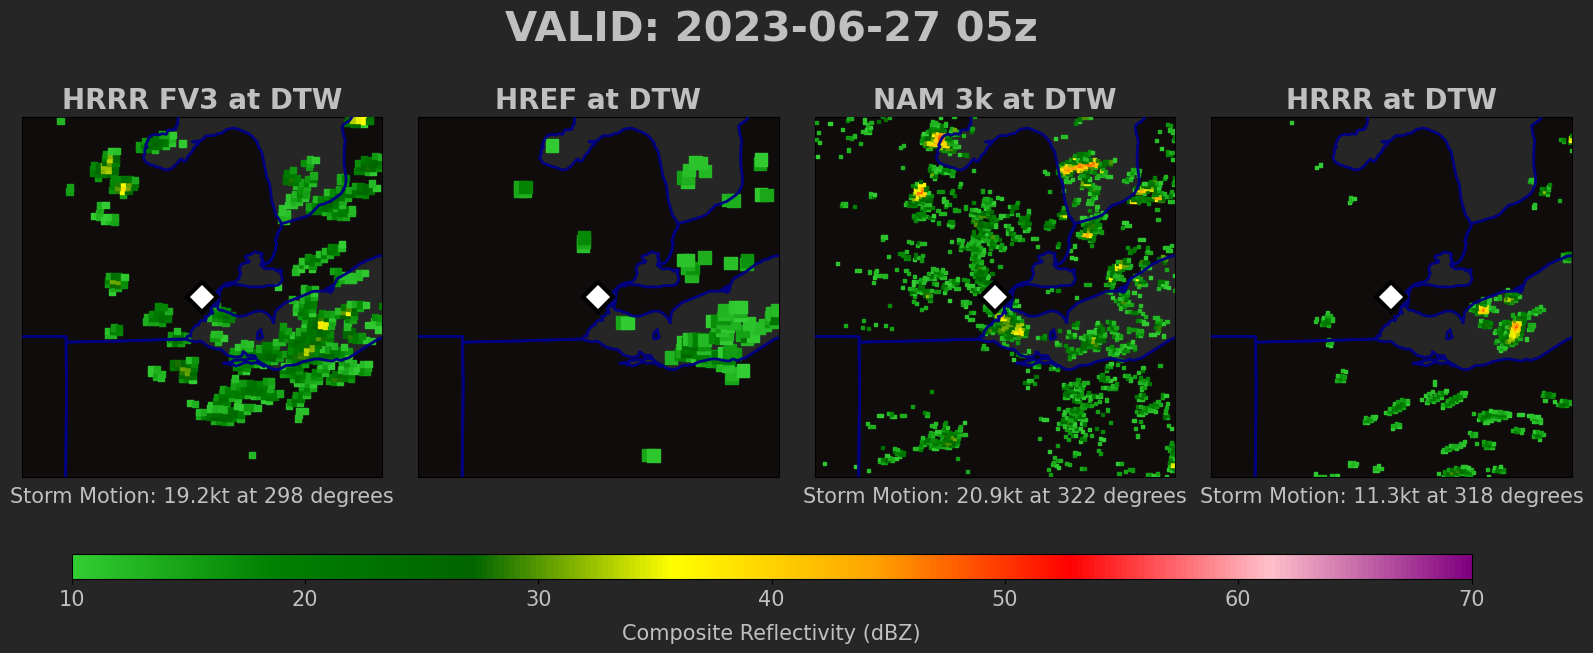 VALID: 2023-06-27 05z
HRRR FV3 at DTW
HREF at DTW
NAM 3k at DTW
HRRR at DTW
Storm Motion: 19.2kt at 298 degrees
Storm Motion: 20.9kt at 322 degrees
Storm Motion: 11.3kt at 318 degrees
10 20 30 40 50 60 70
Composite Reflectivity (dBZ)